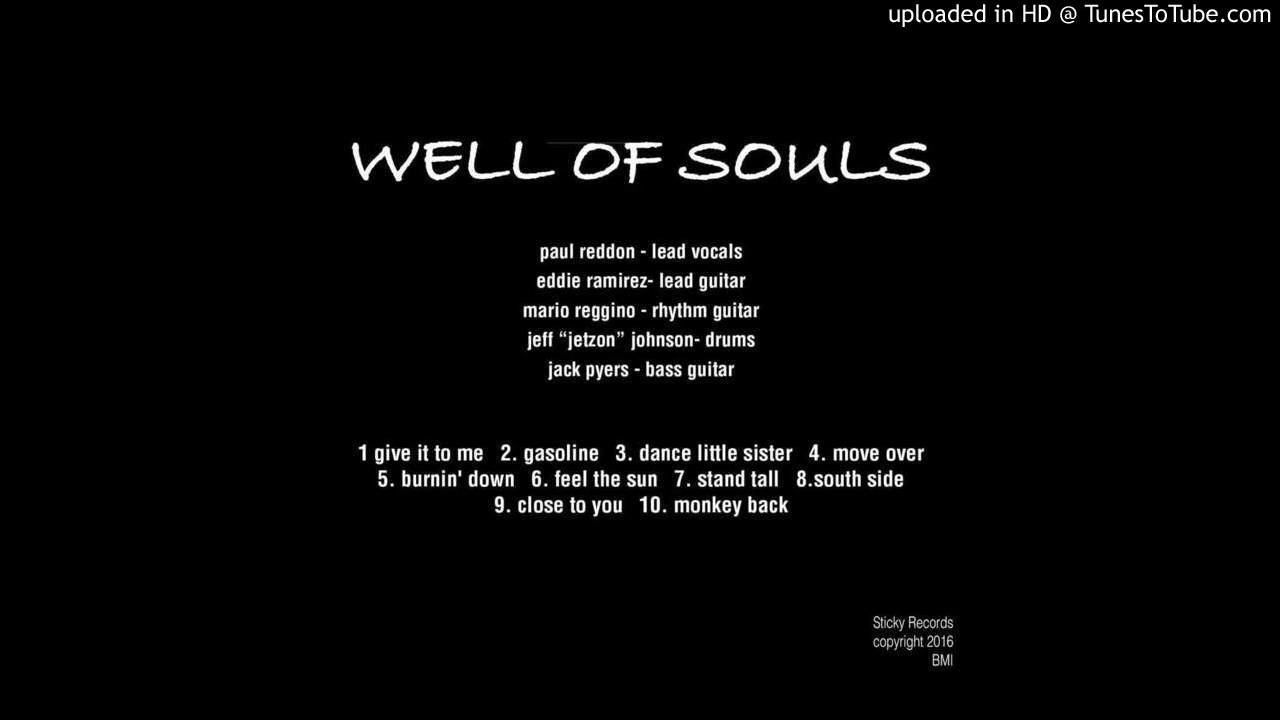 uploaded in HD @ TunesToTube.com
WELL OF SOULS
paul reddon - lead vocals
eddie ramirez- lead guitar
mario reggino - rhythm guitar
jeff “jetzon” johnson- drums
jack pyers - bass guitar
1 give it to me 2. gasoline 3. dance little sister 4. move over
5. burnin' down 6. feel the sun 7. stand tall 8.south side
9. close to you 10. monkey back
Sticky Records
copyright 2016
BMI